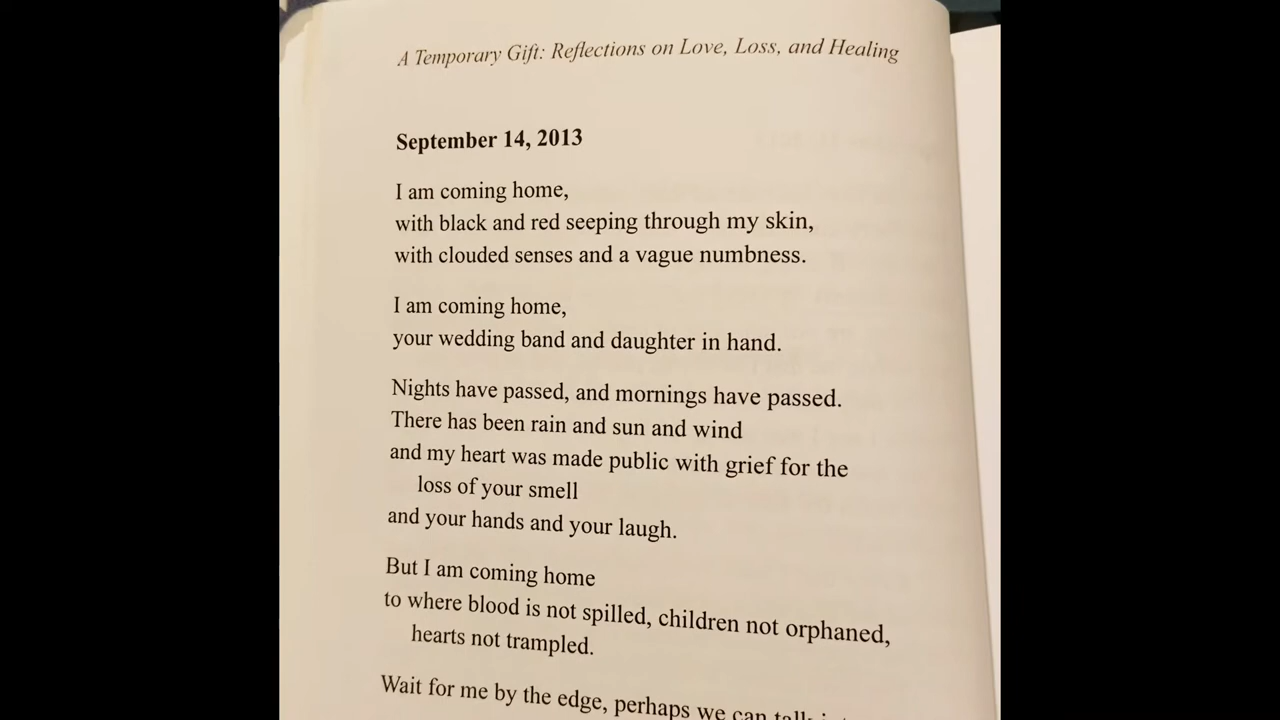 A Temporary Gift: Reflections on Love, Loss, and Healing
September 14, 2013
I am coming home,
with black and red seeping through my skin,
with clouded senses and a vague numbness.
I am coming home,
your wedding band and daughter in hand.
Nights have passed, and mornings have passed.
There has been rain and sun and wind
and my heart was made public with grief for the
loss of your smell
and your hands and your laugh.
But I am coming home
to where blood is not spilled, children not orphaned,
hearts not trampled.
Wait for me by the edge, perhaps we can talk